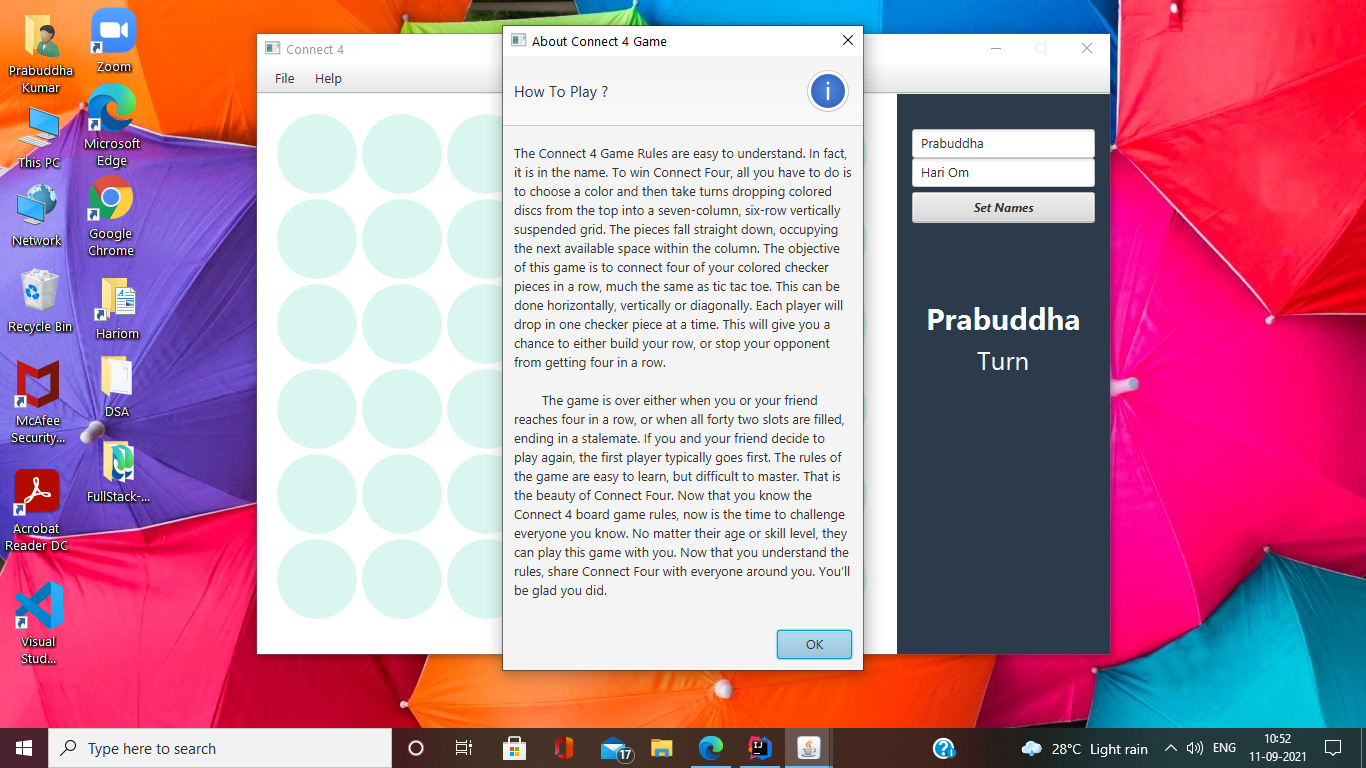 Prabuddha
Kumar
Zoom
This PC
Microsoft
Edge
Network
Google
Chrome
Recycle Bin
Hariom
McAfee
Security...
DSA
Acrobat
Reader DC
FullStack-...
Visual
Stud...
Connect 4
File Help
About Connect 4 Game
How To Play ?
i
The Connect 4 Game Rules are easy to understand. In fact,
it is in the name. To win Connect Four, all you have to do is
to choose a color and then take turns dropping colored
discs from the top into a seven-column, six-row vertically
suspended grid. The pieces fall straight down, occupying
the next available space within the column. The objective
of this game is to connect four of your colored checker
pieces in a row, much the same as tic tac toe. This can be
done horizontally, vertically or diagonally. Each player will
drop in one checker piece at a time. This will give you a
chance to either build your row, or stop your opponent
from getting four in a row.
The game is over either when you or your friend
reaches four in a row, or when all forty two slots are filled,
ending in a stalemate. If you and your friend decide to
play again, the first player typically goes first. The rules of
the game are easy to learn, but difficult to master. That is
the beauty of Connect Four. Now that you know the
Connect 4 board game rules, now is the time to challenge
everyone you know. No matter their age or skill level, they
can play this game with you. Now that you understand the
rules, share Connect Four with everyone around you. You'll
be glad you did.
OK
Prabuddha
Hari Om
Set Names
Prabuddha
Turn
Type here to search
17
IJ
?
28°C Light rain
ENG
10:52
11-09-2021